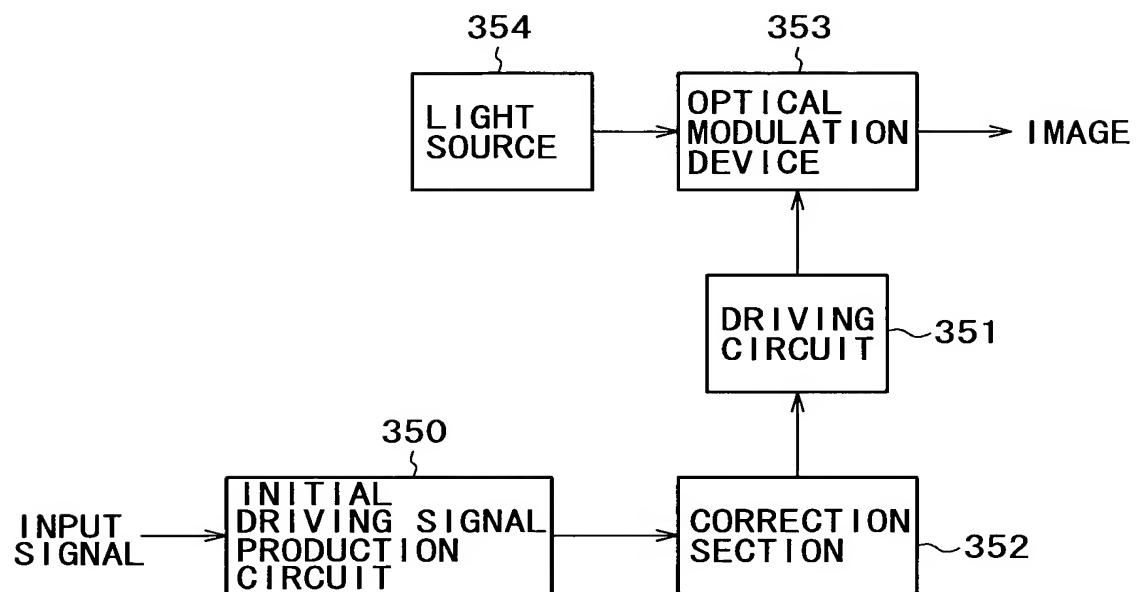 354
353
LIGHT
SOURCE
OPTICAL
MODULATION
DEVICE
IMAGE
DRIVING
CIRCUIT
351
350
INPUT
SIGNAL
INITIAL
DRIVING SIGNAL
PRODUCTION
CIRCUIT
CORRECTION
SECTION
352